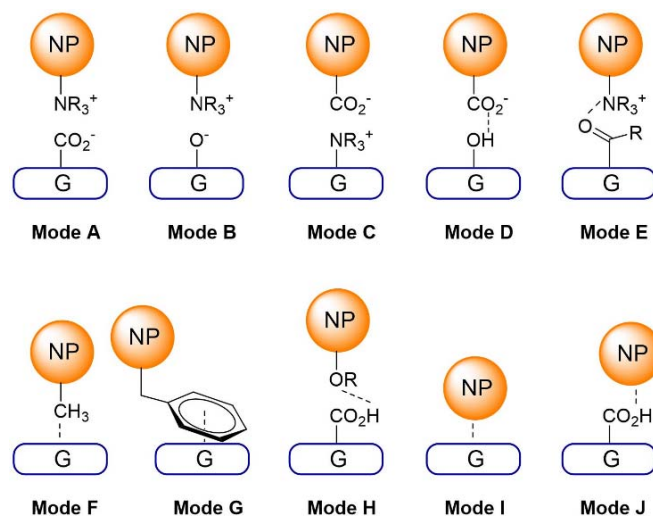 NP NP NP NP NP
NR₃⁺ NR₃⁺ CO₂⁻ CO₂⁻ NR₃⁺
CO₂⁻ O⁻ NR₃⁺ OH O R
G G G G G
Mode A Mode B Mode C Mode D Mode E
NP NP NP NP NP
CH₃ OR CO₂H CO₂H
G G G G G
Mode F Mode G Mode H Mode I Mode J